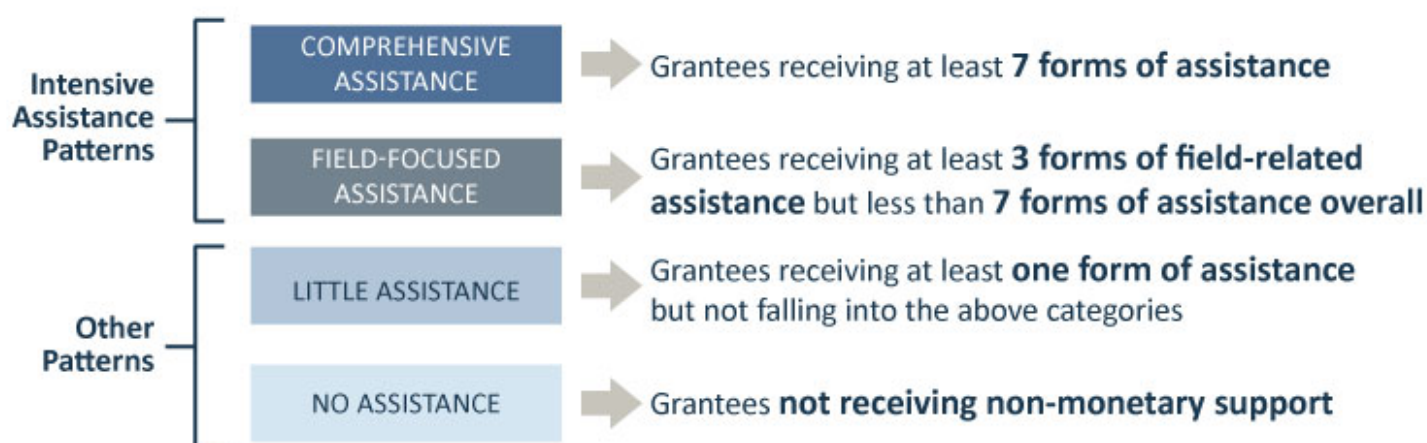 Intensive
Assistance
Patterns
COMPREHENSIVE
ASSISTANCE
Grantees receiving at least 7 forms of assistance
FIELD-FOCUSED
ASSISTANCE
Grantees receiving at least 3 forms of field-related
assistance but less than 7 forms of assistance overall
Other
Patterns
LITTLE ASSISTANCE
Grantees receiving at least one form of assistance
but not falling into the above categories
NO ASSISTANCE
Grantees not receiving non-monetary support